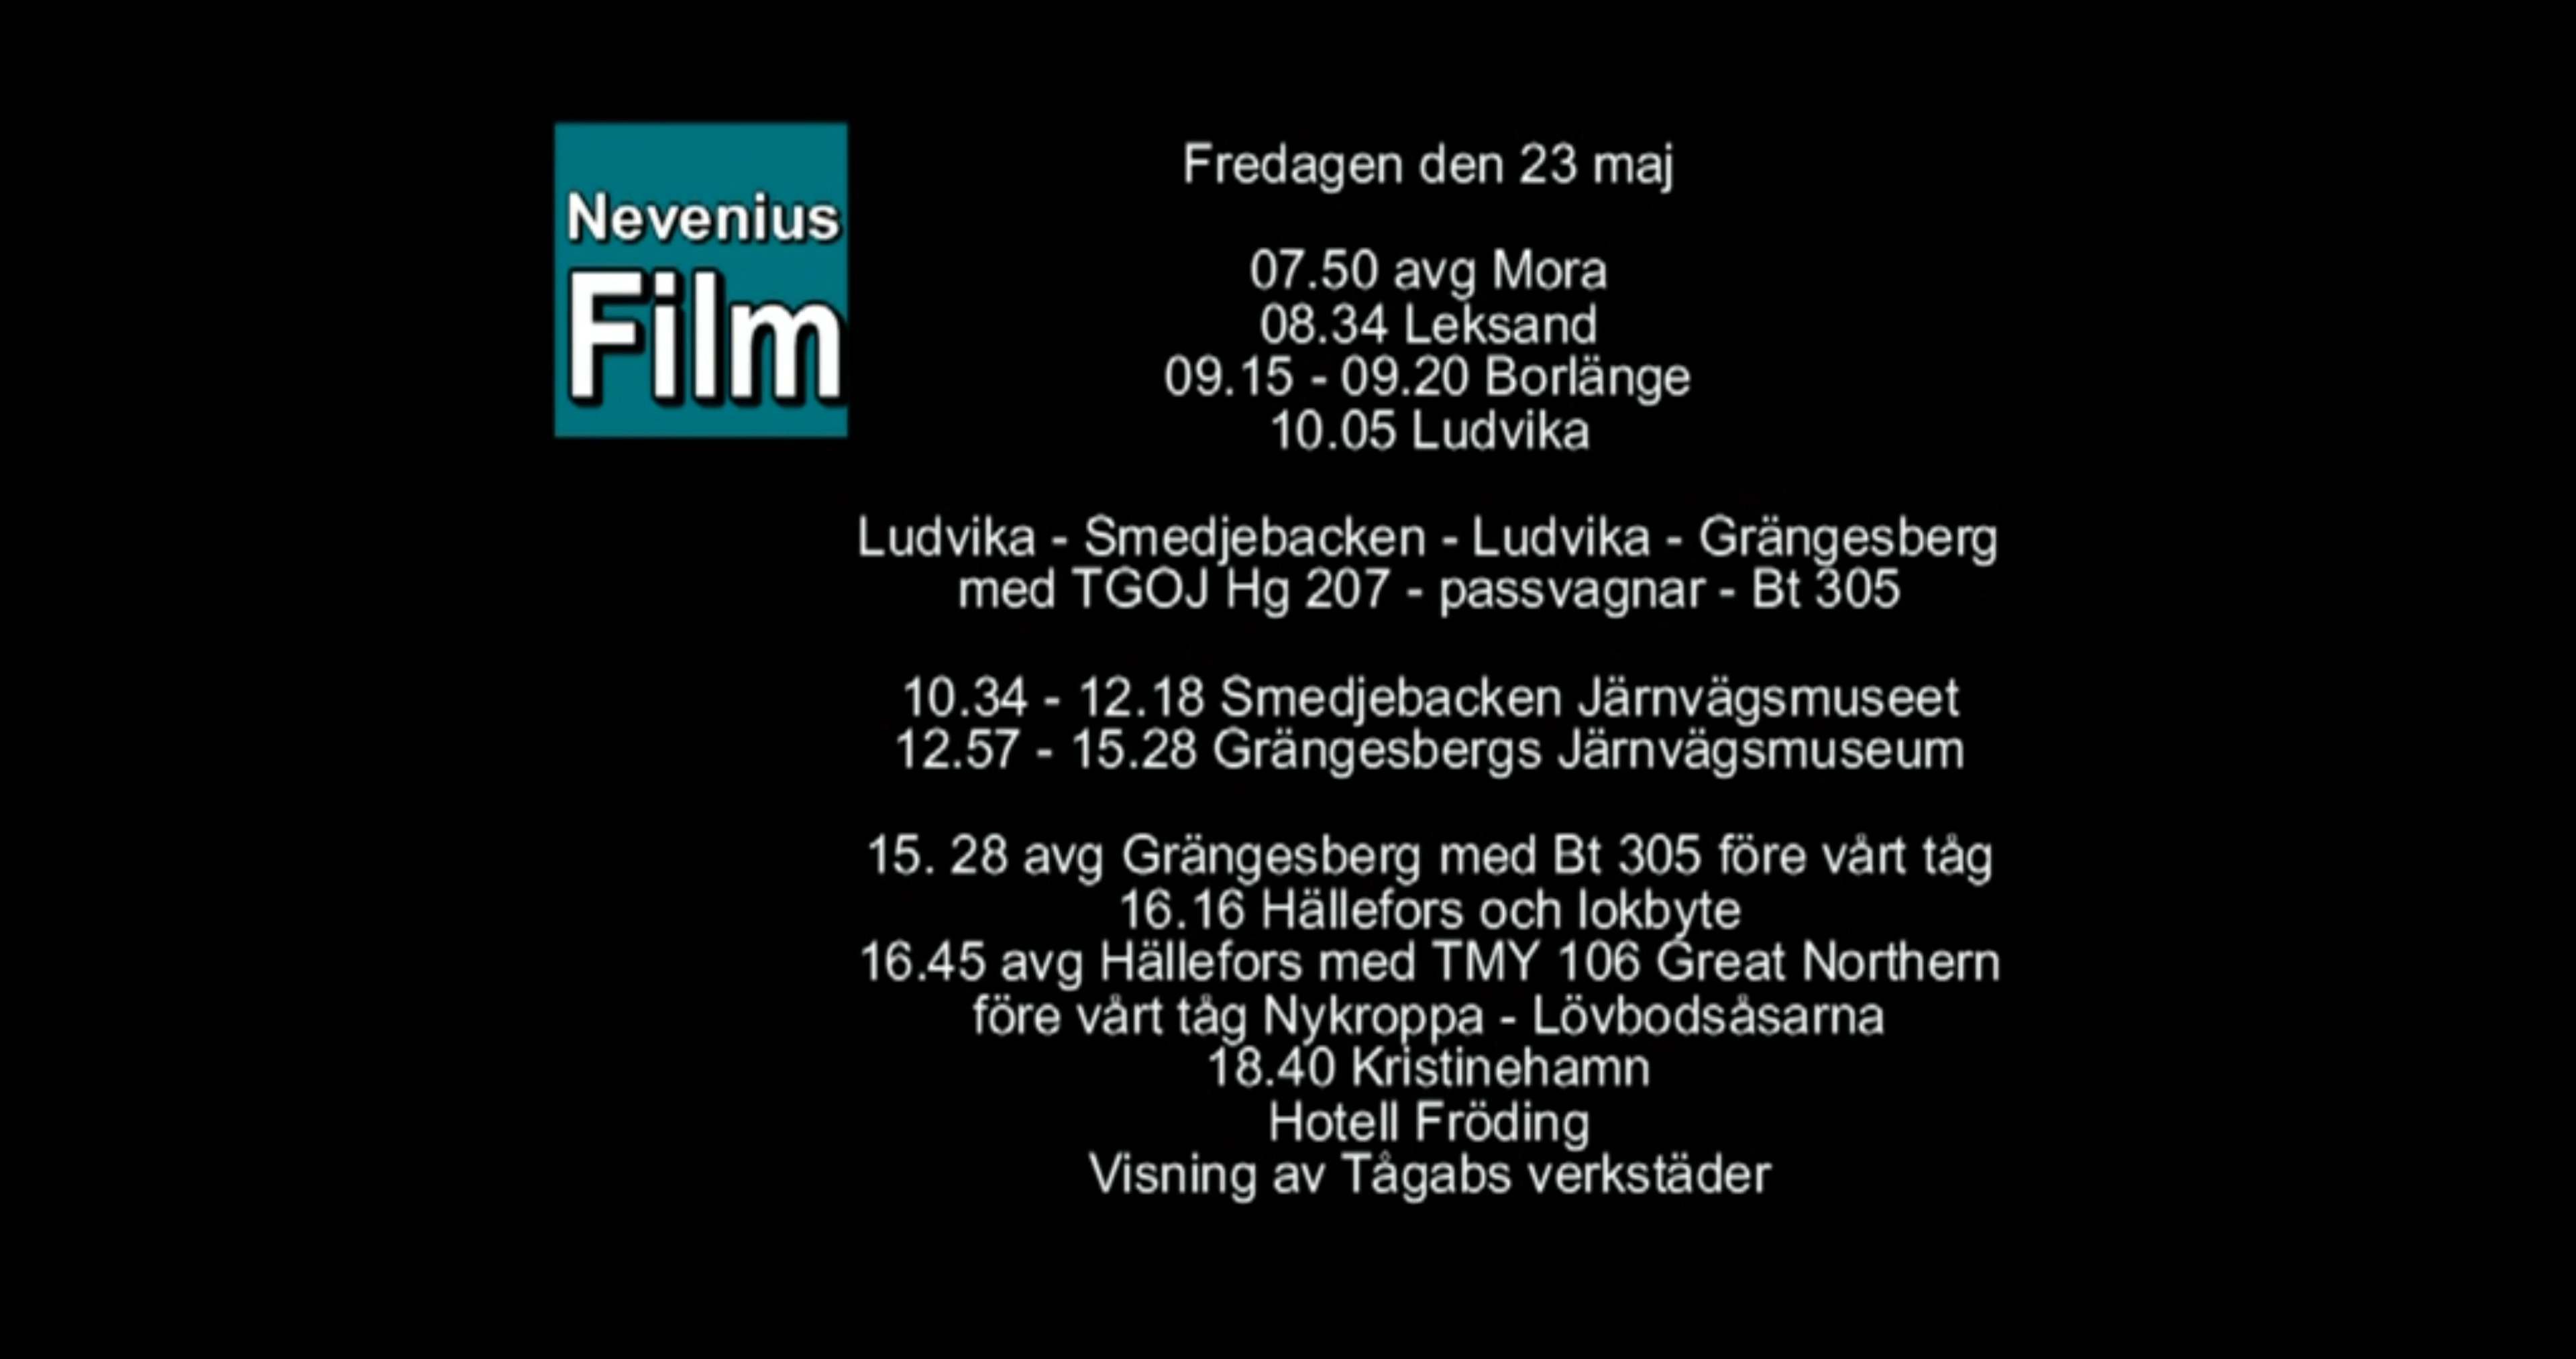 Nevenius
Film
Fredagen den 23 maj
07.50 avg Mora
08.34 Leksand
09.15 - 09.20 Borlänge
10.05 Ludvika
Ludvika - Smedjebacken - Ludvika - Grängesberg
med TGOJ Hg 207 - passvagnar - Bt 305
10.34 - 12.18 Smedjebacken Järnvägsmuseet
12.57 - 15.28 Grängesbergs Järnvägsmuseum
15. 28 avg Grängesberg med Bt 305 före vårt tåg
16.16 Hällefors och lokbyte
16.45 avg Hällefors med TMY 106 Great Northern
före vårt tåg Nykroppa - Lövbodsåsarna
18.40 Kristinehamn
Hotell Fröding
Visning av Tågabs verkstäder